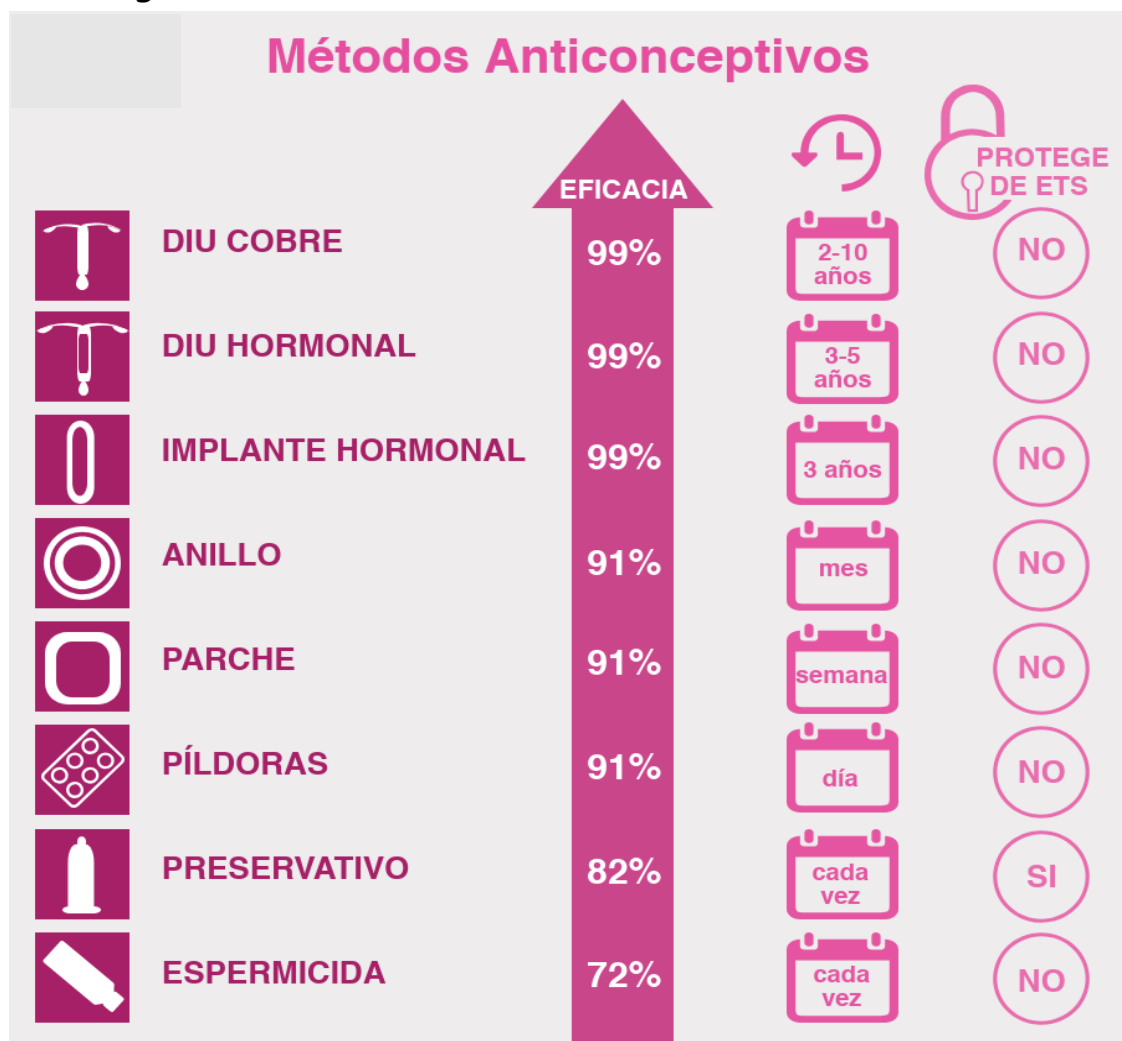 Métodos Anticonceptivos
EFICACIA
PROTEGE
DE ETS
DIU COBRE
99%
2-10
años
NO
DIU HORMONAL
99%
3-5
años
NO
IMPLANTE HORMONAL
99%
3 años
NO
ANILLO
91%
mes
NO
PARCHE
91%
semana
NO
PÍLDORAS
91%
día
NO
PRESERVATIVO
82%
cada
vez
SI
ESPERMICIDA
72%
cada
vez
NO